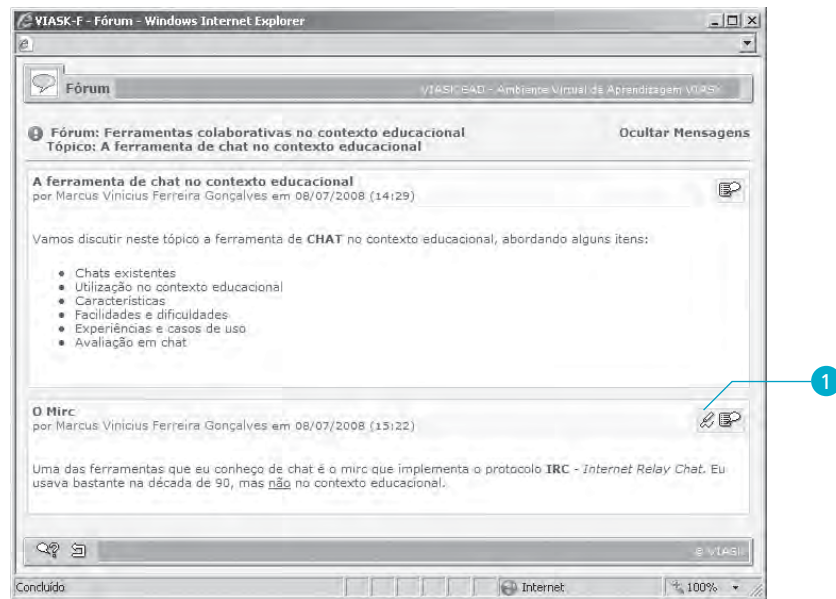 VIASK-F - Fórum - Windows Internet Explorer
Fórum
VIASK EAD - Ambiente Virtual de Aprendizagem VIASK
Fórum: Ferramentas colaborativas no contexto educacional
Ocultar Mensagens
Tópico: A ferramenta de chat no contexto educacional
A ferramenta de chat no contexto educacional
por Marcus Vinicius Ferreira Gonçalves em 08/07/2008 (14:29)
Vamos discutir neste tópico a ferramenta de CHAT no contexto educacional, abordando alguns itens:
• Chats existentes
• Utilização no contexto educacional
• Características
• Facilidades e dificuldades
• Experiências e casos de uso
• Avaliação em chat
1
O Mirc
por Marcus Vinicius Ferreira Gonçalves em 08/07/2008 (15:22)
Uma das ferramentas que eu conheço de chat é o mirc que implementa o protocolo IRC - Internet Relay Chat. Eu
usava bastante na década de 90, mas não no contexto educacional.
© VIASK
Concluído
Internet
100%